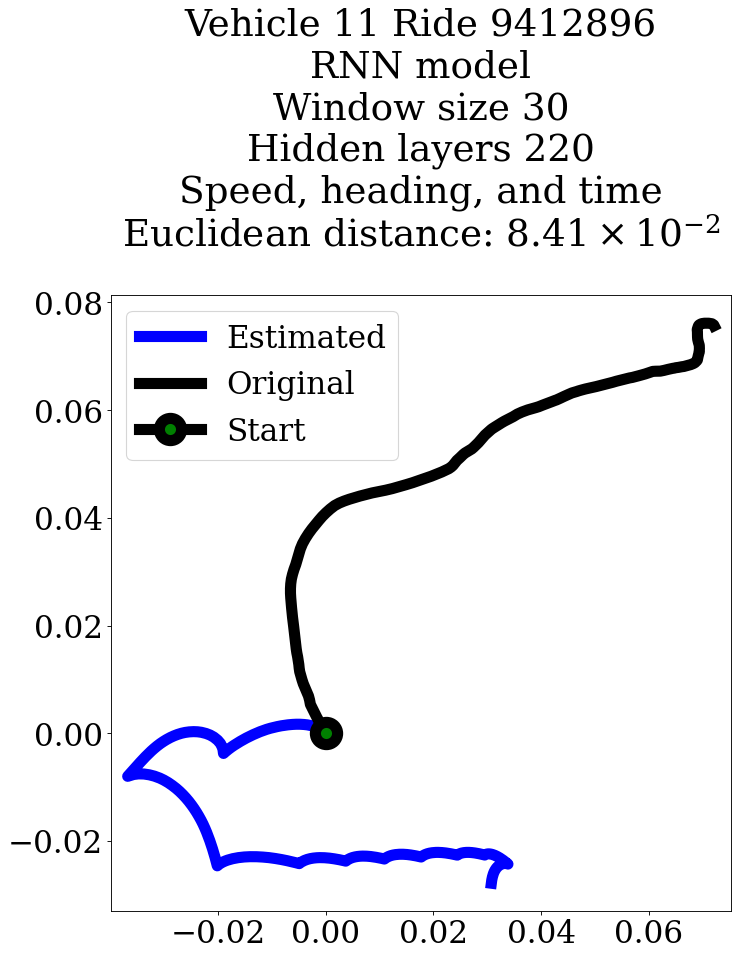 Vehicle 11 Ride 9412896
RNN model
Window size 30
Hidden layers 220
Speed, heading, and time
Euclidean distance: 8.41 × 10⁻²
0.08
0.06
0.04
0.02
0.00
−0.02
Estimated
Original
Start
−0.02 0.00 0.02 0.04 0.06